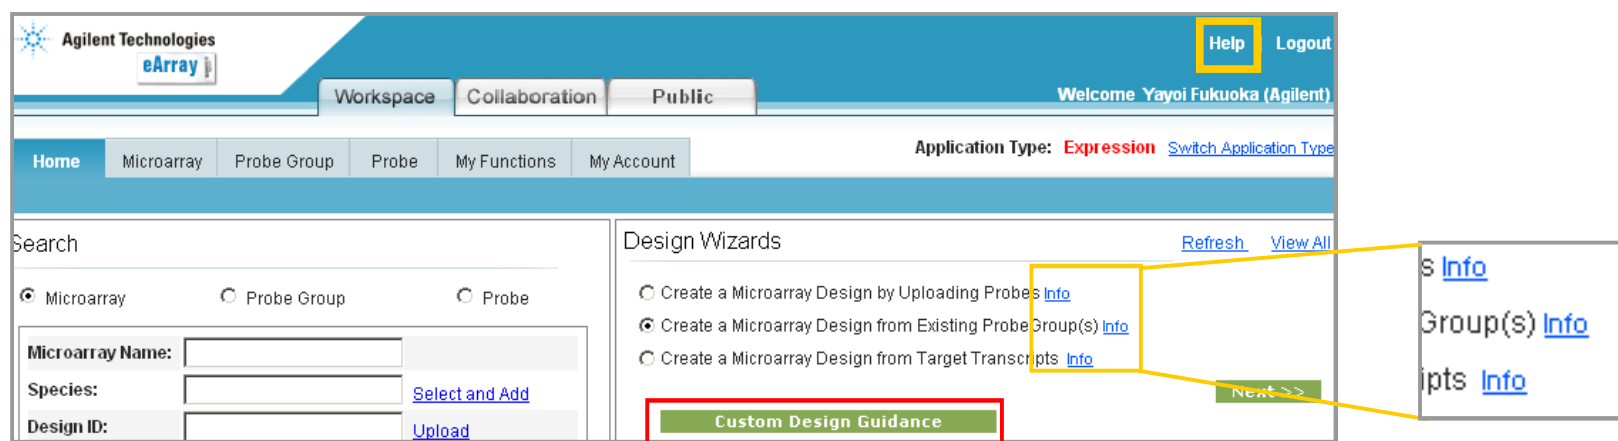 Agilent Technologies
eArray
Help Logout
Workspace Collaboration Public
Welcome Yayoi Fukuoka (Agilent)
Home Microarray Probe Group Probe My Functions My Account
Application Type: Expression Switch Application Type
Search
Microarray Probe Group Probe
Microarray Name:
Species: Select and Add
Design ID: Upload
Design Wizards Refresh View All
Create a Microarray Design by Uploading Probes Info
Create a Microarray Design from Existing ProbeGroup(s) Info
Create a Microarray Design from Target Transcripts Info
Next >>
Custom Design Guidance
s Info
Group(s) Info
ipts Info